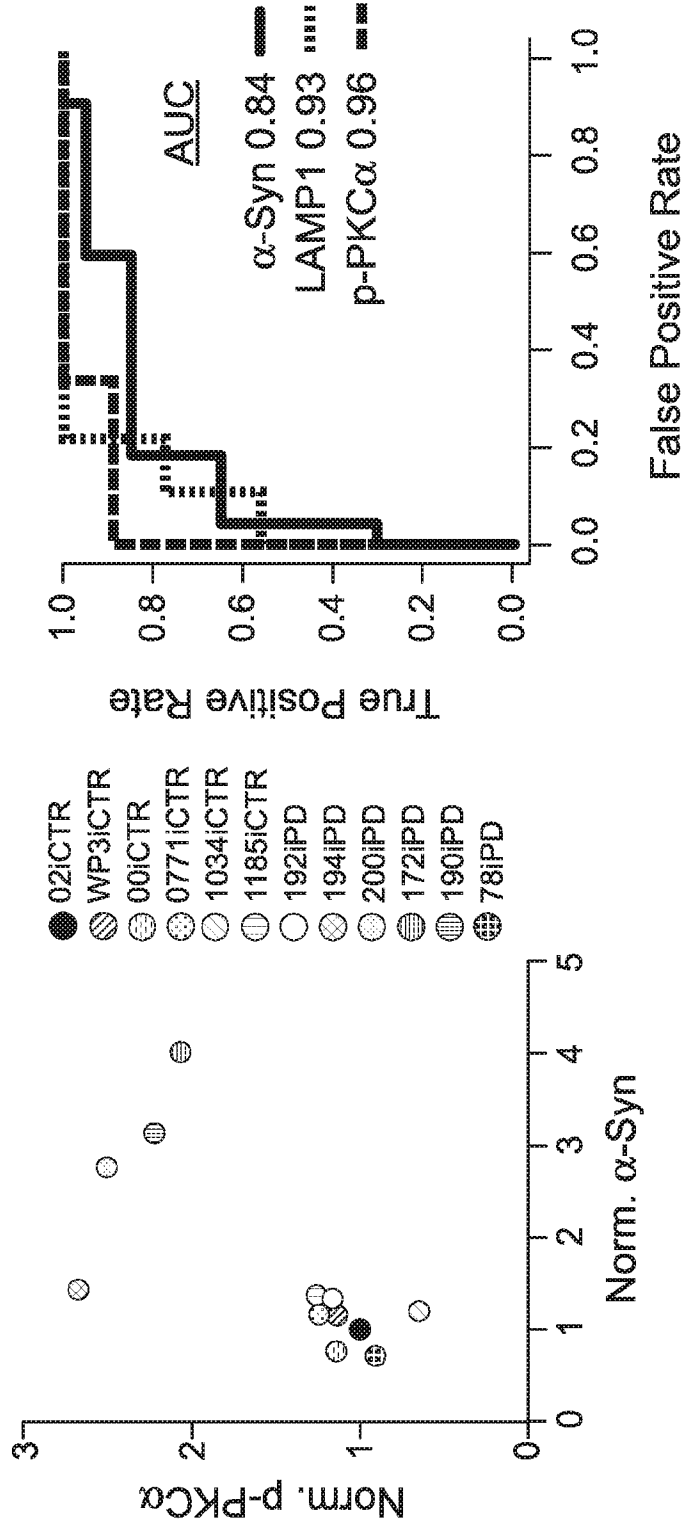 Norm. p-PKCα
3
2
1
0
0 1 2 3 4 5
Norm. α-Syn
02iCTR
WP3iCTR
00iCTR
0771iCTR
1034iCTR
1185iCTR
192iPD
194iPD
200iPD
172iPD
190iPD
78iPD
True Positive Rate
1.0
0.8
0.6
0.4
0.2
0.0
0.0 0.2 0.4 0.6 0.8 1.0
False Positive Rate
AUC
α-Syn 0.84
LAMP1 0.93
p-PKCα 0.96